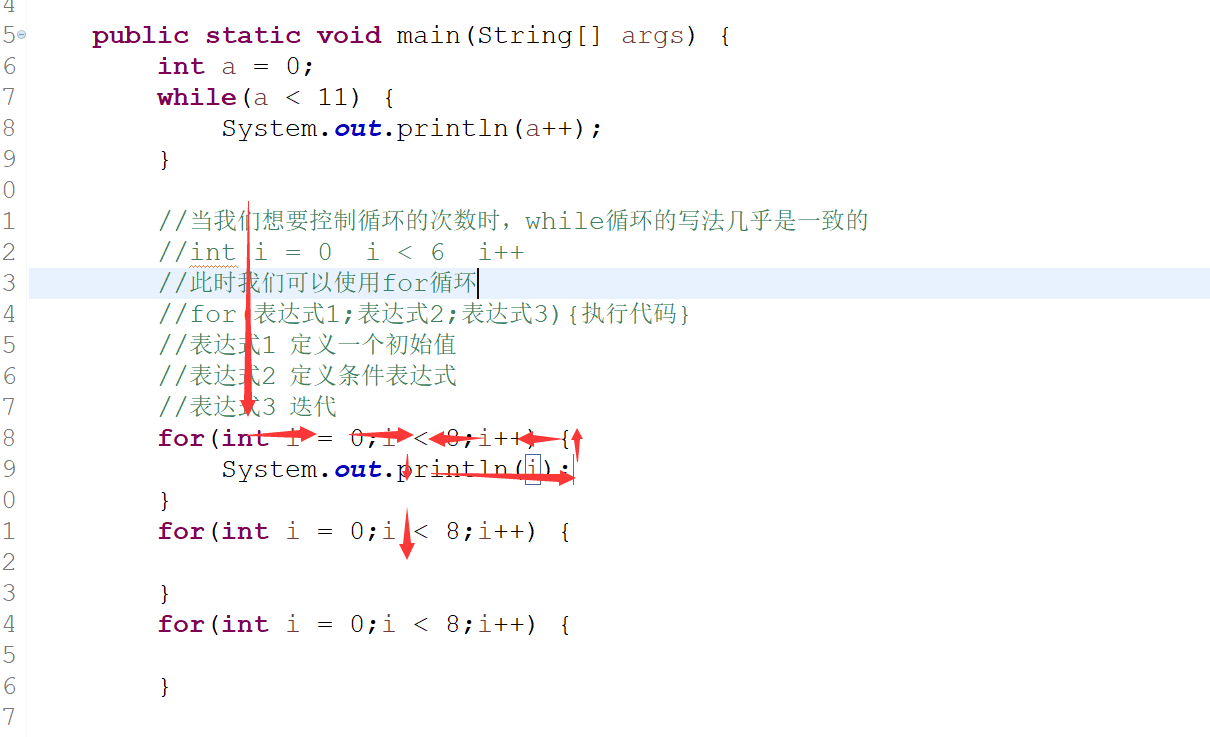 4
5 public static void main(String[] args) {
6 int a = 0;
7 while(a < 11) {
8 System.out.println(a++);
9 }
0
1 //当我们想要控制循环的次数时，while循环的写法几乎是一致的
2 //int i = 0  i < 6  i++
3 //此时我们可以使用for循环
4 //for(表达式1;表达式2;表达式3){执行代码}
5 //表达式1 定义一个初始值
6 //表达式2 定义条件表达式
7 //表达式3 迭代
8 for(int i = 0;i < 8;i++) {
9 System.out.println(i);
0 }
1 for(int i = 0;i < 8;i++) {
2
3 }
4 for(int i = 0;i < 8;i++) {
5
6 }
7